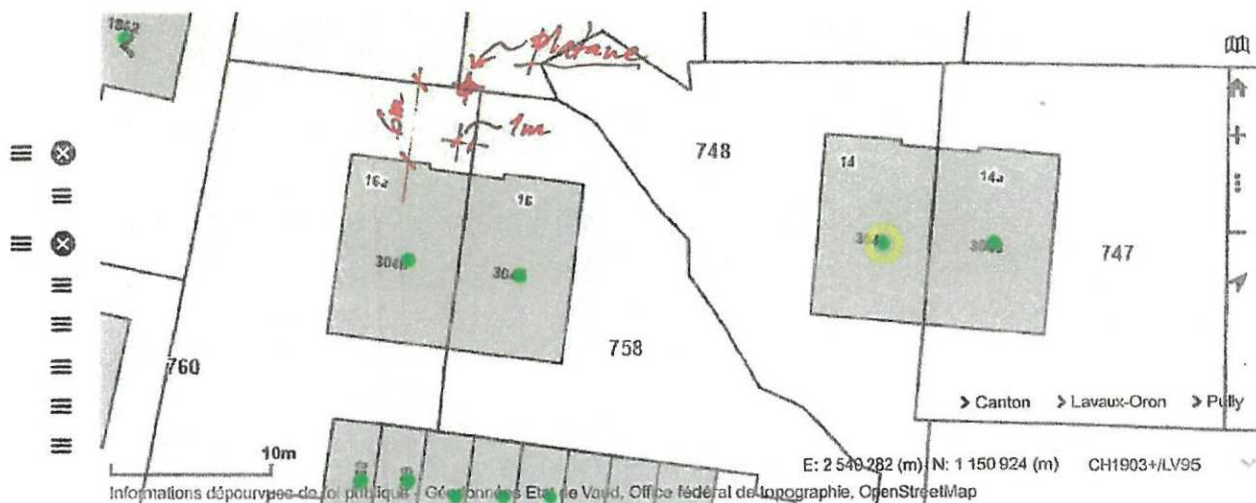 platane
6m
1m
748
16a
16
14
14a
747
758
760
> Canton > Lavaux-Oron > Pully
10m
E: 2 540 282 (m) N: 1 150 924 (m) CH1903+/LV95
Informations dépourvues de foi publique - Géodonnées Etat de Vaud, Office fédéral de topographie, OpenStreetMap